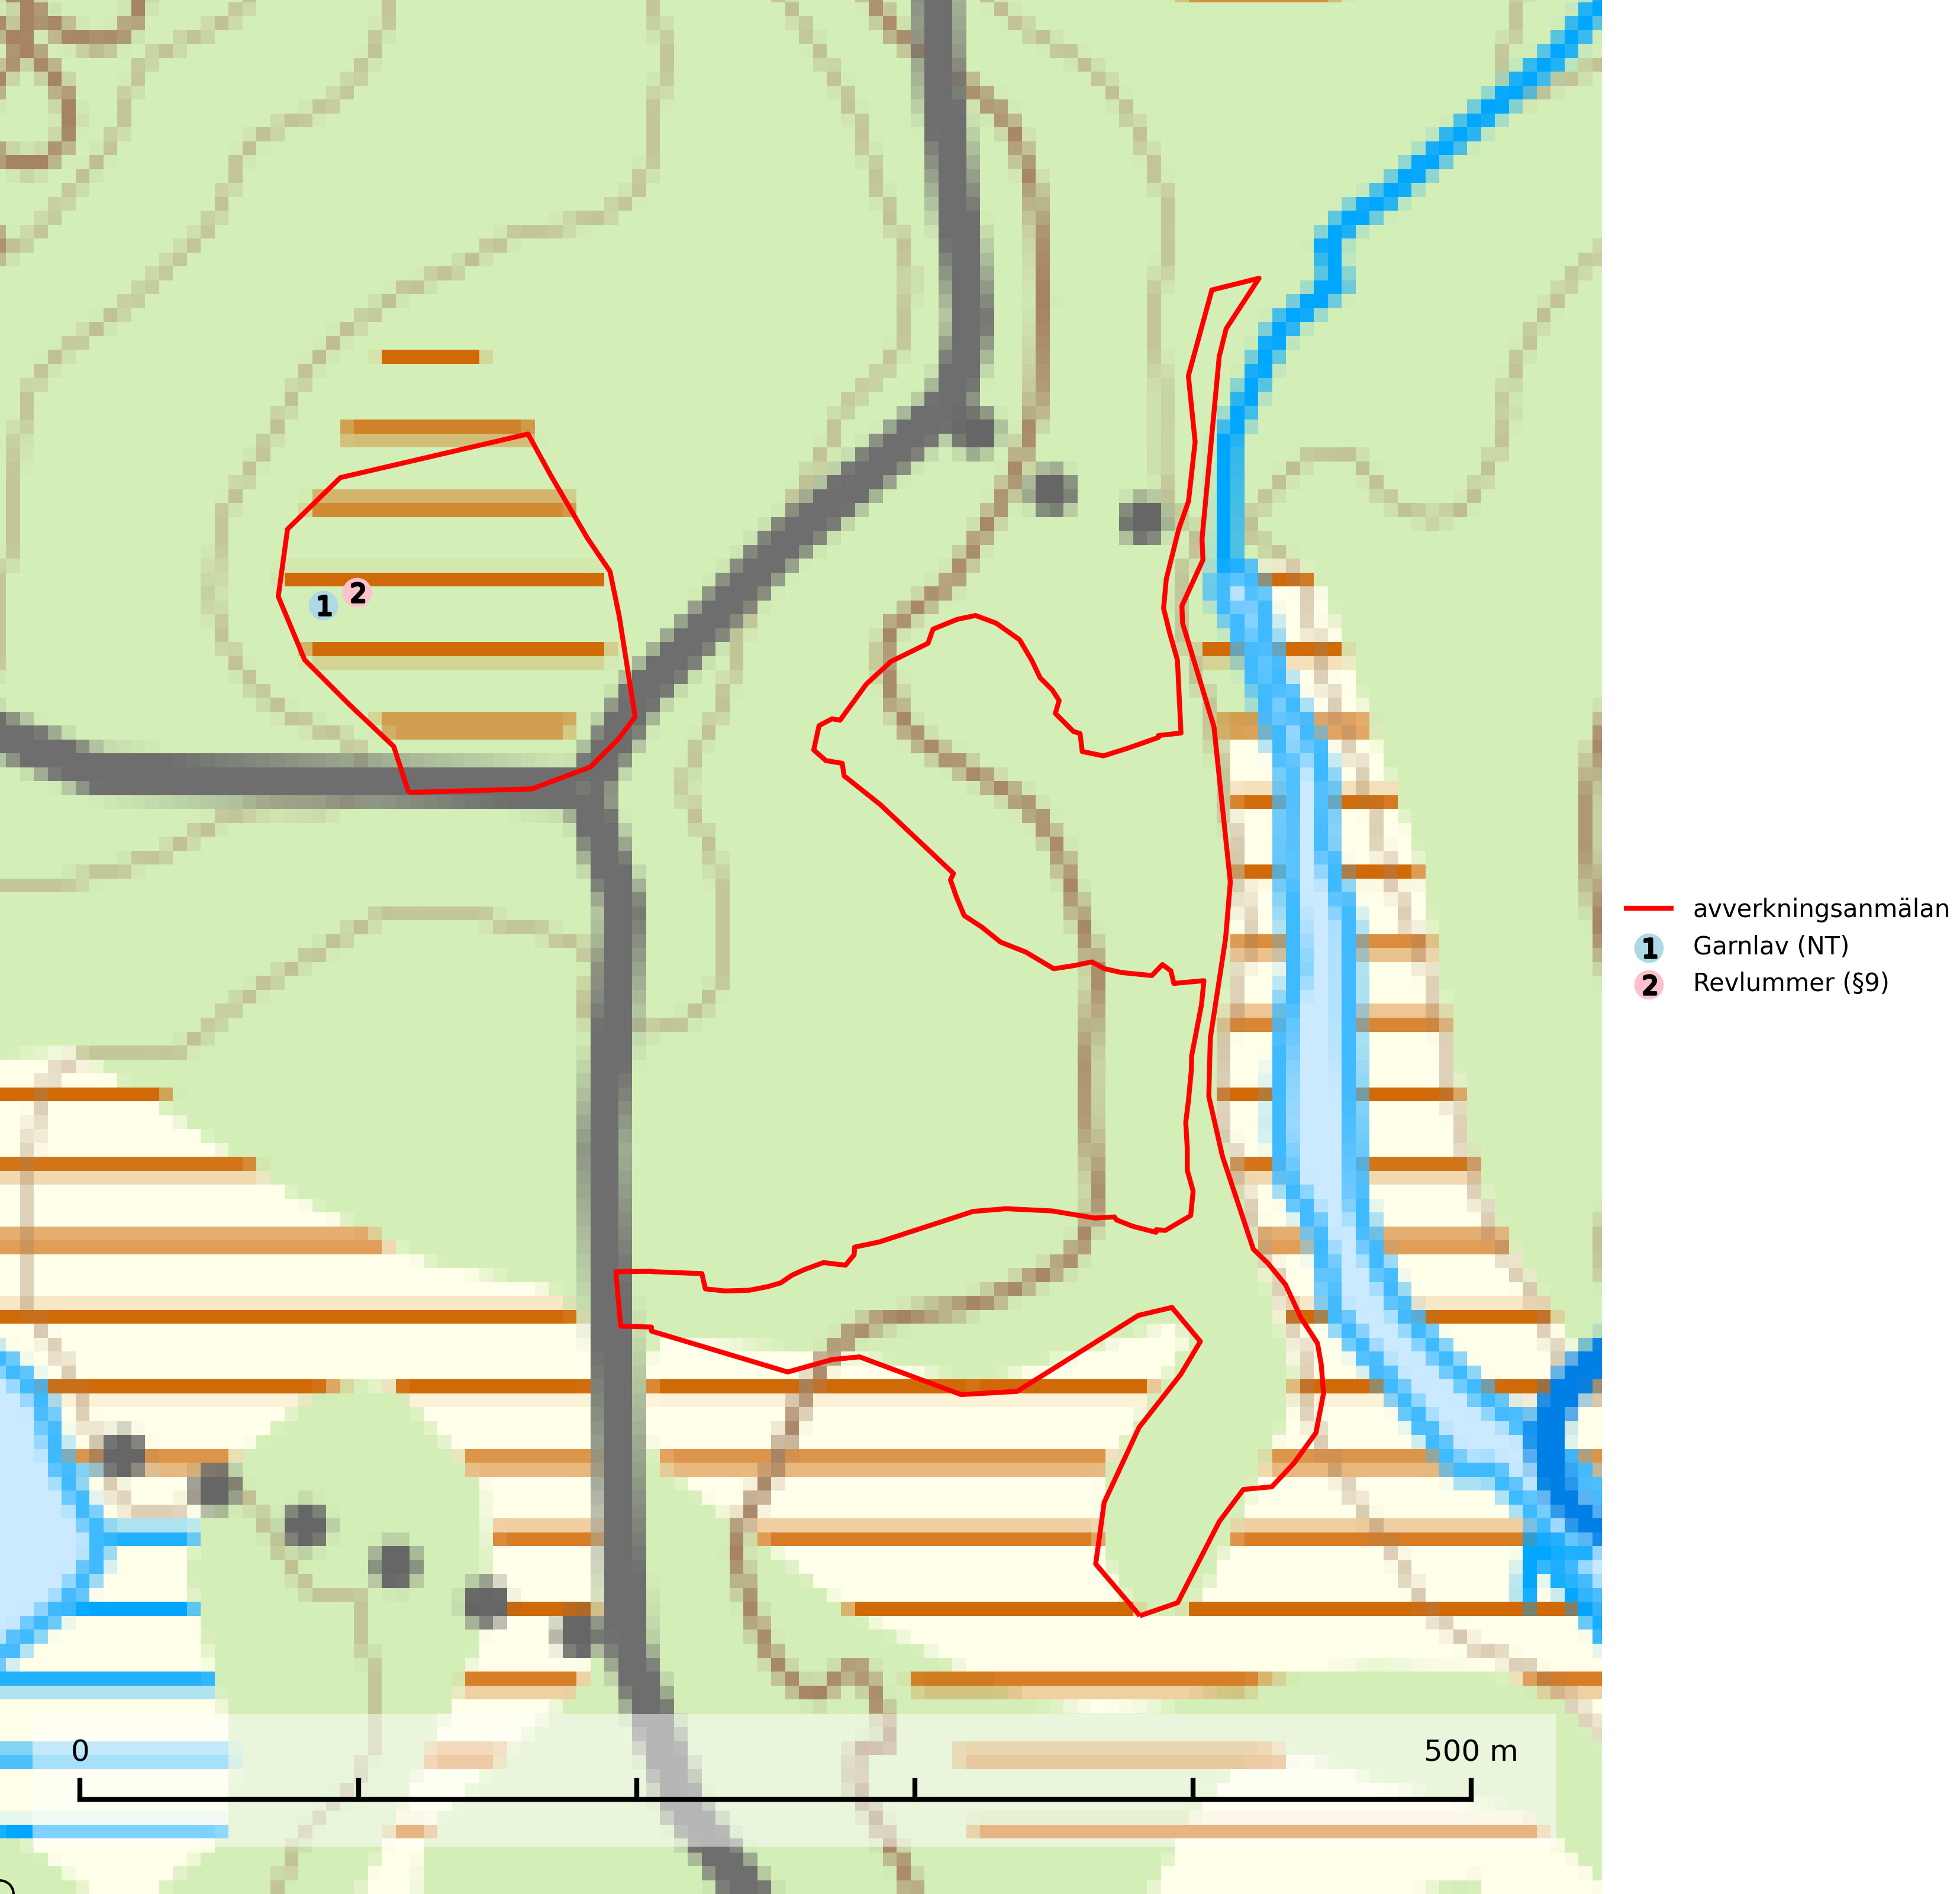 1 2
avverkningsanmälan
1 Garnlav (NT)
2 Revlummer (§9)
0 500 m